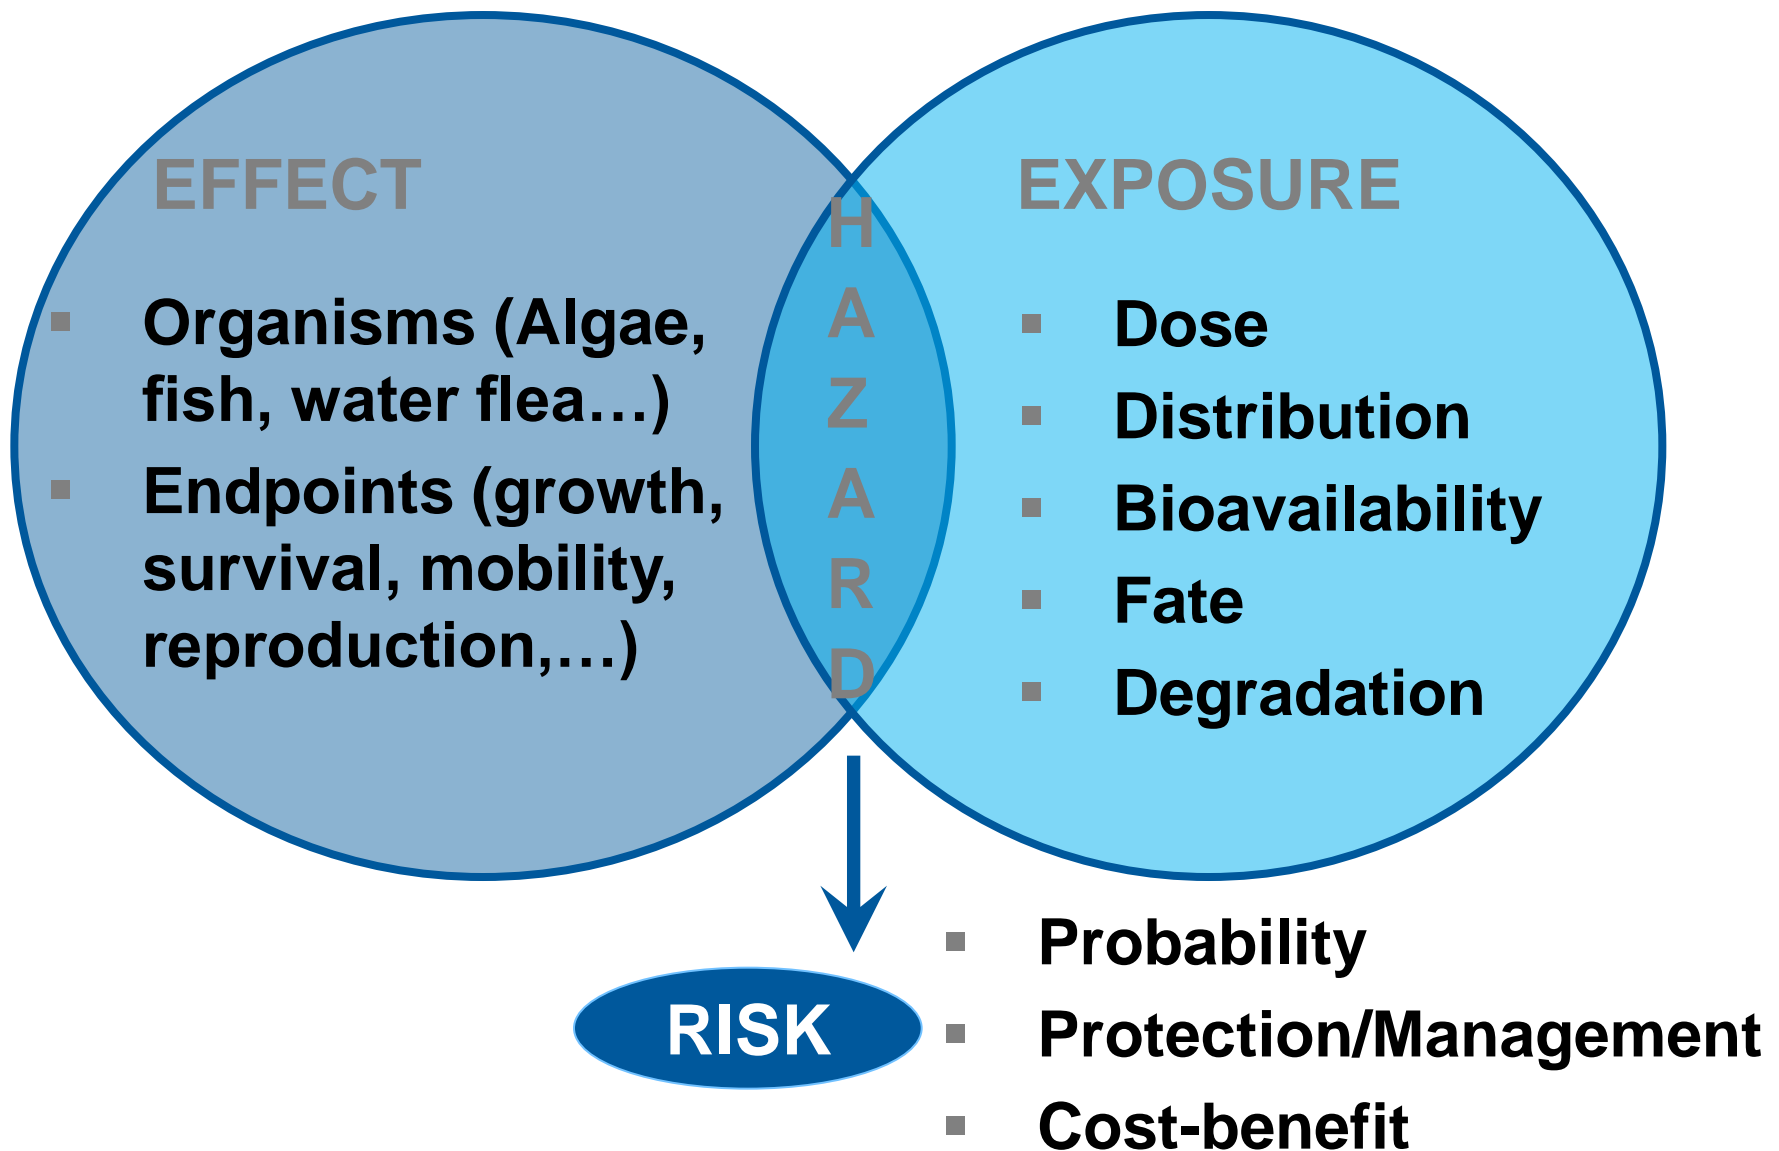 EFFECT
▪ Organisms (Algae,
fish, water flea…)
▪ Endpoints (growth,
survival, mobility,
reproduction,…)
H
A
Z
A
R
D
EXPOSURE
▪ Dose
▪ Distribution
▪ Bioavailability
▪ Fate
▪ Degradation
RISK
▪ Probability
▪ Protection/Management
▪ Cost-benefit